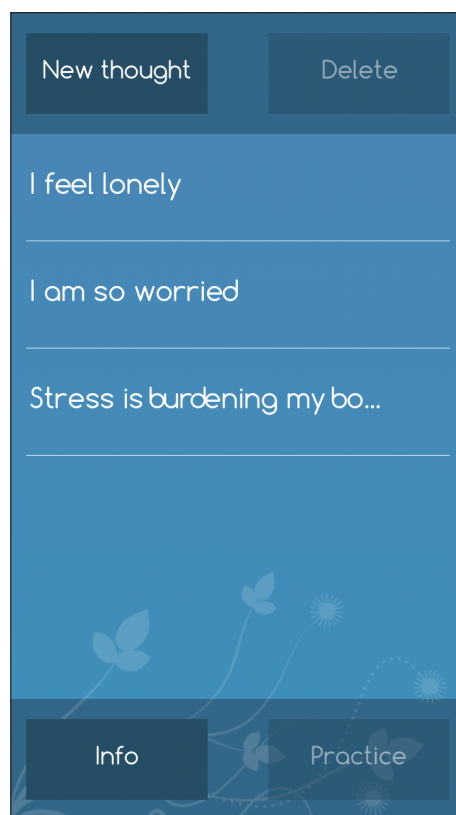 New thought
Delete
I feel lonely
I am so worried
Stress is burdening my bo...
Info
Practice